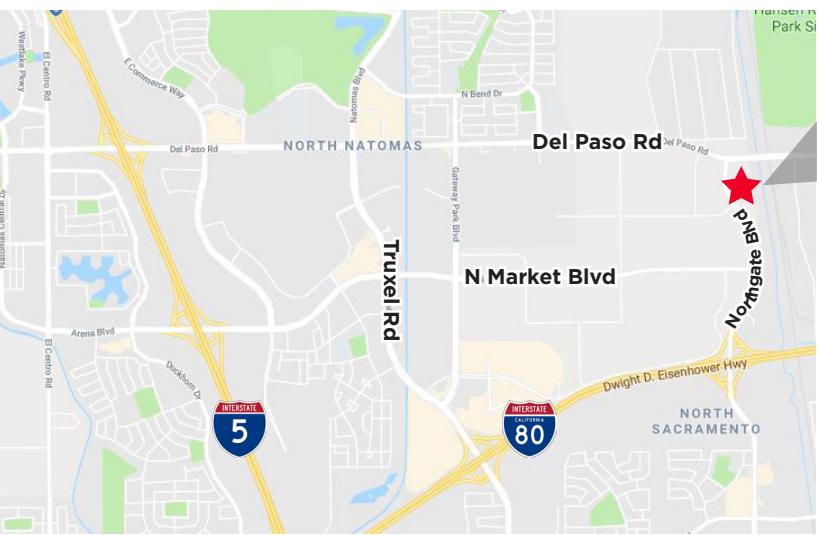 Hansen R
Park Si
Westlake Pkwy
El Centro Rd
E Commerce Way
Natomas Blvd
N Bend Dr
Del Paso Rd
NORTH NATOMAS
Del Paso Rd
Del Paso Rd
Gateway Park Blvd
Northgate Blvd
Truxel Rd
N Market Blvd
Arena Blvd
El Centro Rd
Duckhorn Dr
Dwight D. Eisenhower Hwy
INTERSTATE
5
INTERSTATE
CALIFORNIA
80
NORTH
SACRAMENTO